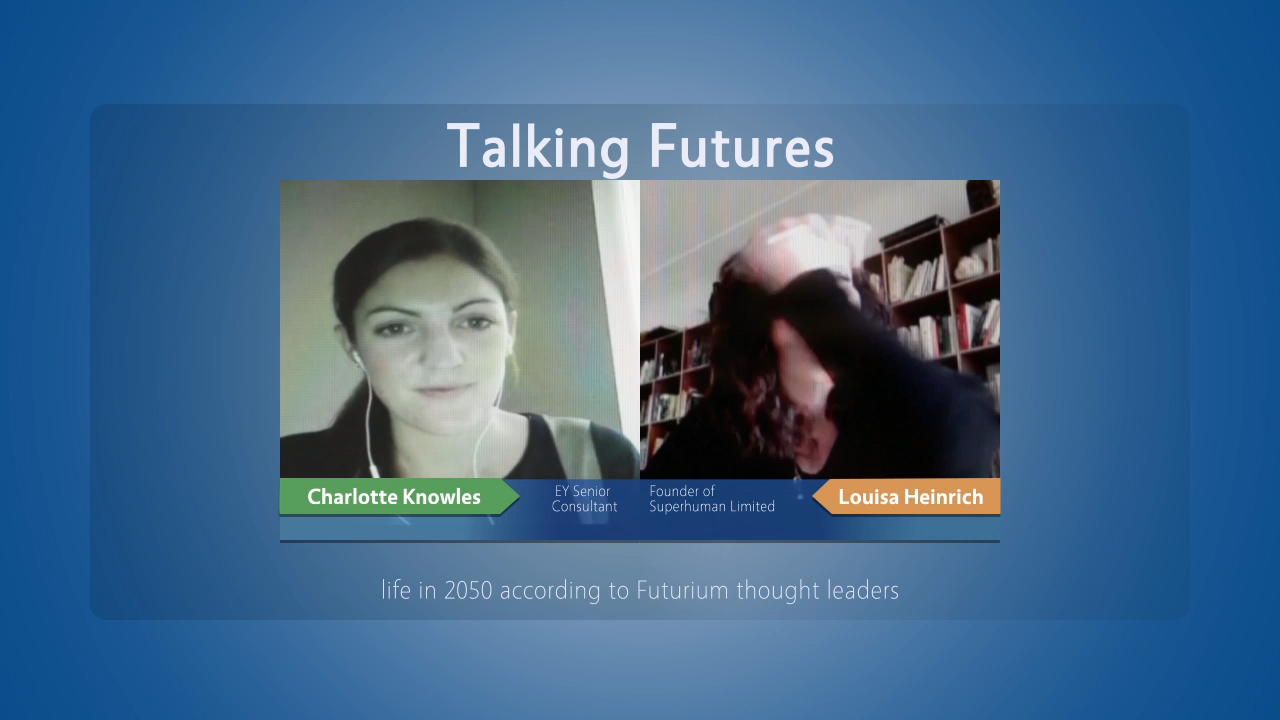 Talking Futures
Charlotte Knowles
EY Senior
Consultant
Founder of
Superhuman Limited
Louisa Heinrich
life in 2050 according to Futurium thought leaders